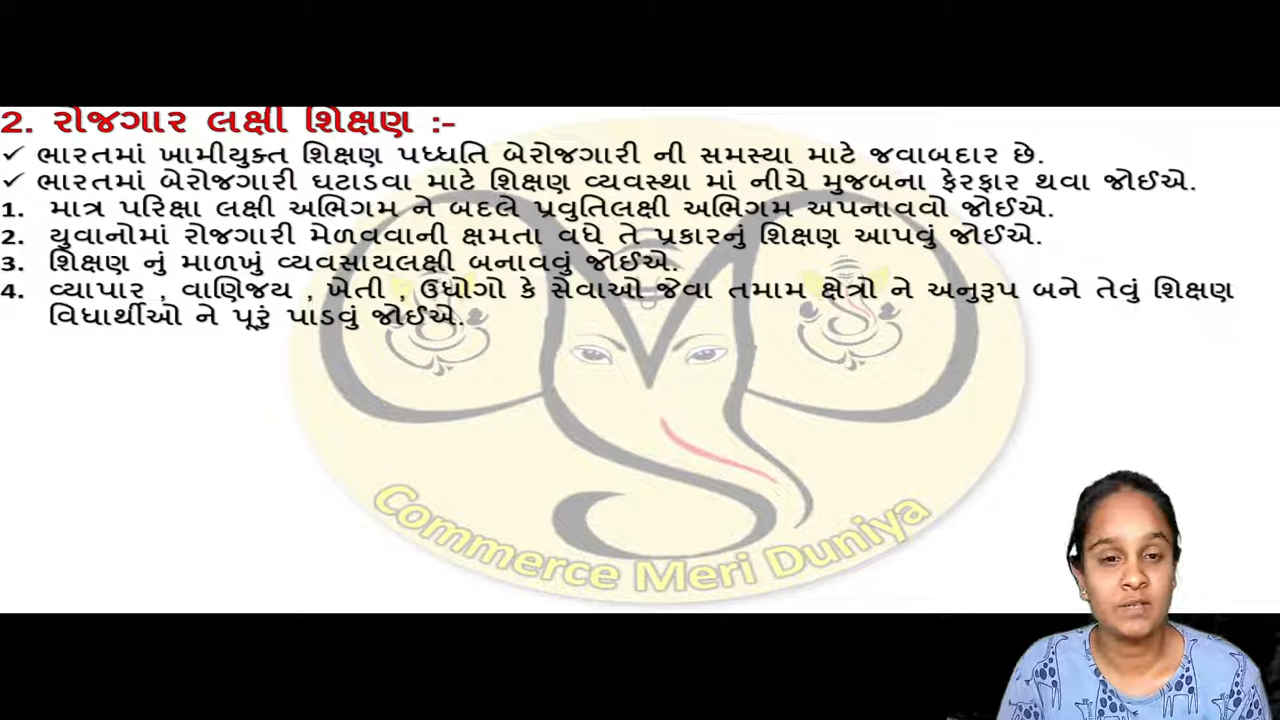 2. રોજગાર લક્ષી શિક્ષણ :-
✓ ભારતમાં ખામીયુક્ત શિક્ષણ પધ્ધતિ બેરોજગારી ની સમસ્યા માટે જવાબદાર છે.
✓ ભારતમાં બેરોજગારી ઘટાડવા માટે શિક્ષણ વ્યવસ્થા માં નીચે મુજબના ફેરફાર થવા જોઈએ.
1. માત્ર પરિક્ષા લક્ષી અભિગમ ને બદલે પ્રવુતિલક્ષી અભિગમ અપનાવવો જોઈએ.
2. યુવાનોમાં રોજગારી મેળવવાની ક્ષમતા વધે તે પ્રકારનું શિક્ષણ આપવું જોઈએ.
3. શિક્ષણ નું માળખું વ્યવસાયલક્ષી બનાવવું જોઈએ.
4. વ્યાપાર , વાણિજય , ખેતી , ઉધોગો કે સેવાઓ જેવા તમામ ક્ષેત્રો ને અનુરૂપ બને તેવું શિક્ષણ
વિધાર્થીઓ ને પૂરું પાડવું જોઈએ.
Commerce Meri Duniya